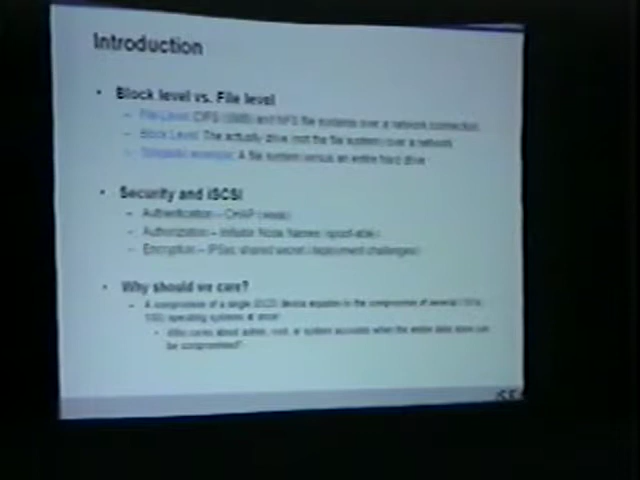 Introduction
• Block level vs. File level
– File Level: CIFS (SMB) and NFS file systems over a network connection
– Block Level: The actually drive (not the file system) over a network
– Simplistic example: A file system versus an entire hard drive
• Security and iSCSI
– Authentication – CHAP (weak)
– Authorization – Initiator Node Names (spoof-able)
– Encryption – IPSec shared secret (deployment challenges)
• Why should we care?
– A compromise of a single iSCSI device equates to the compromise of several
operating systems at once!
• Who cares about admin, root, or system accounts when the entire data store can
be compromised?